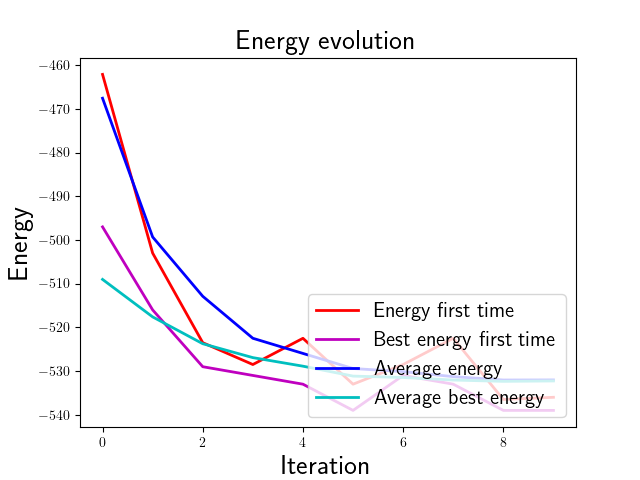 Energy evolution
Energy
−460
−470
−480
−490
−500
−510
−520
−530
−540
Energy first time
Best energy first time
Average energy
Average best energy
0 2 4 6 8
Iteration